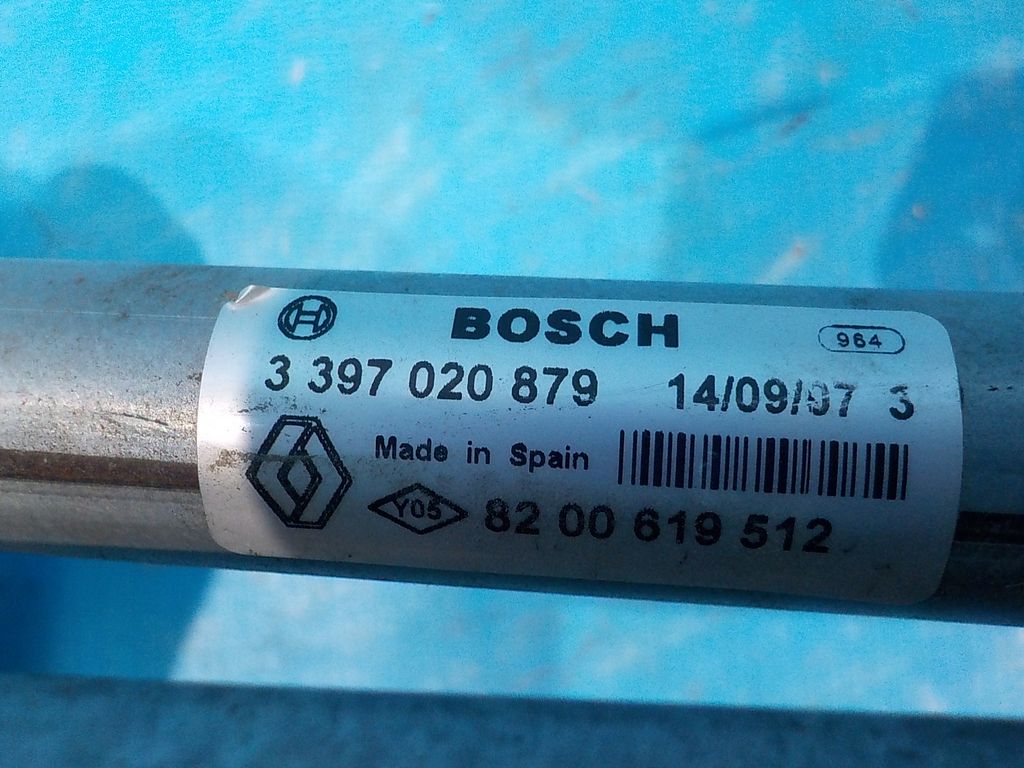 BOSCH 964
3 397 020 879 14/09/07 3
Made in Spain
Y05 82 00 619 512